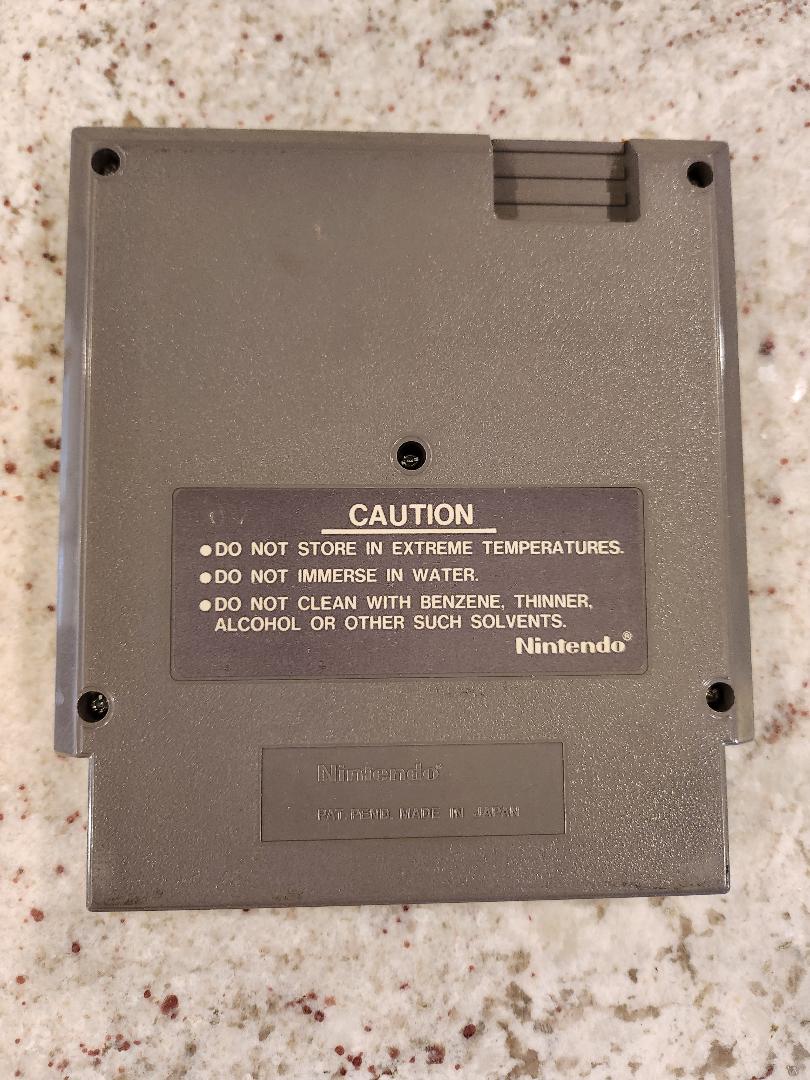 CAUTION
●DO NOT STORE IN EXTREME TEMPERATURES.
●DO NOT IMMERSE IN WATER.
●DO NOT CLEAN WITH BENZENE, THINNER,
ALCOHOL OR OTHER SUCH SOLVENTS.
Nintendo®
Nintendo®
PAT. PEND. MADE IN JAPAN